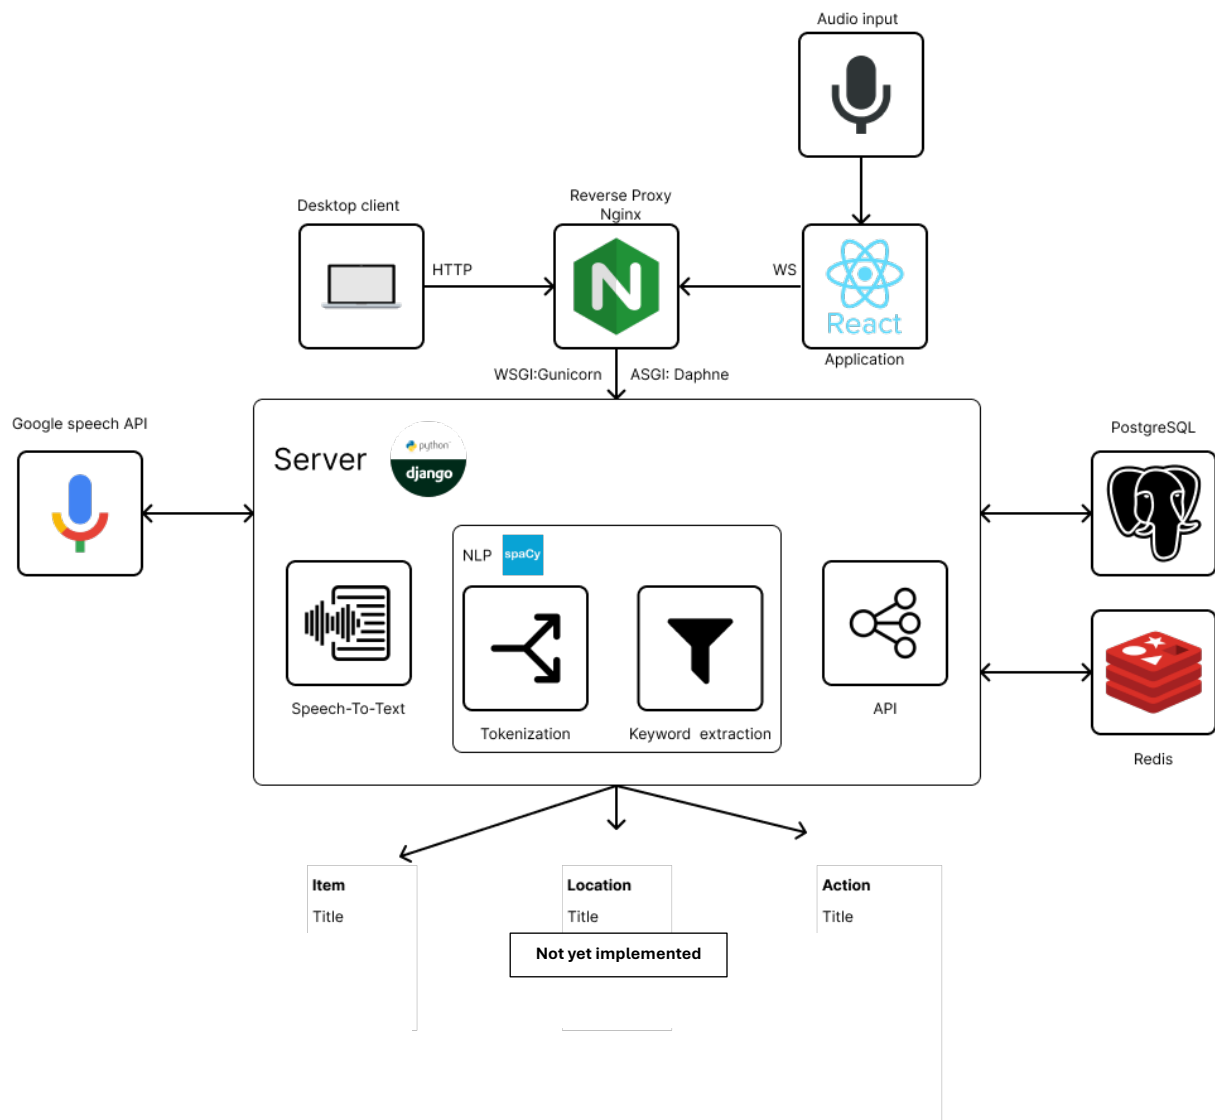 Audio input
Desktop client
Reverse Proxy
Nginx
HTTP
WS
React
Application
WSGI:Gunicorn
ASGI: Daphne
Google speech API
PostgreSQL
Server
python
django
NLP
spaCy
Speech-To-Text
Tokenization
Keyword extraction
API
Redis
Item
Title
Location
Title
Action
Title
Not yet implemented